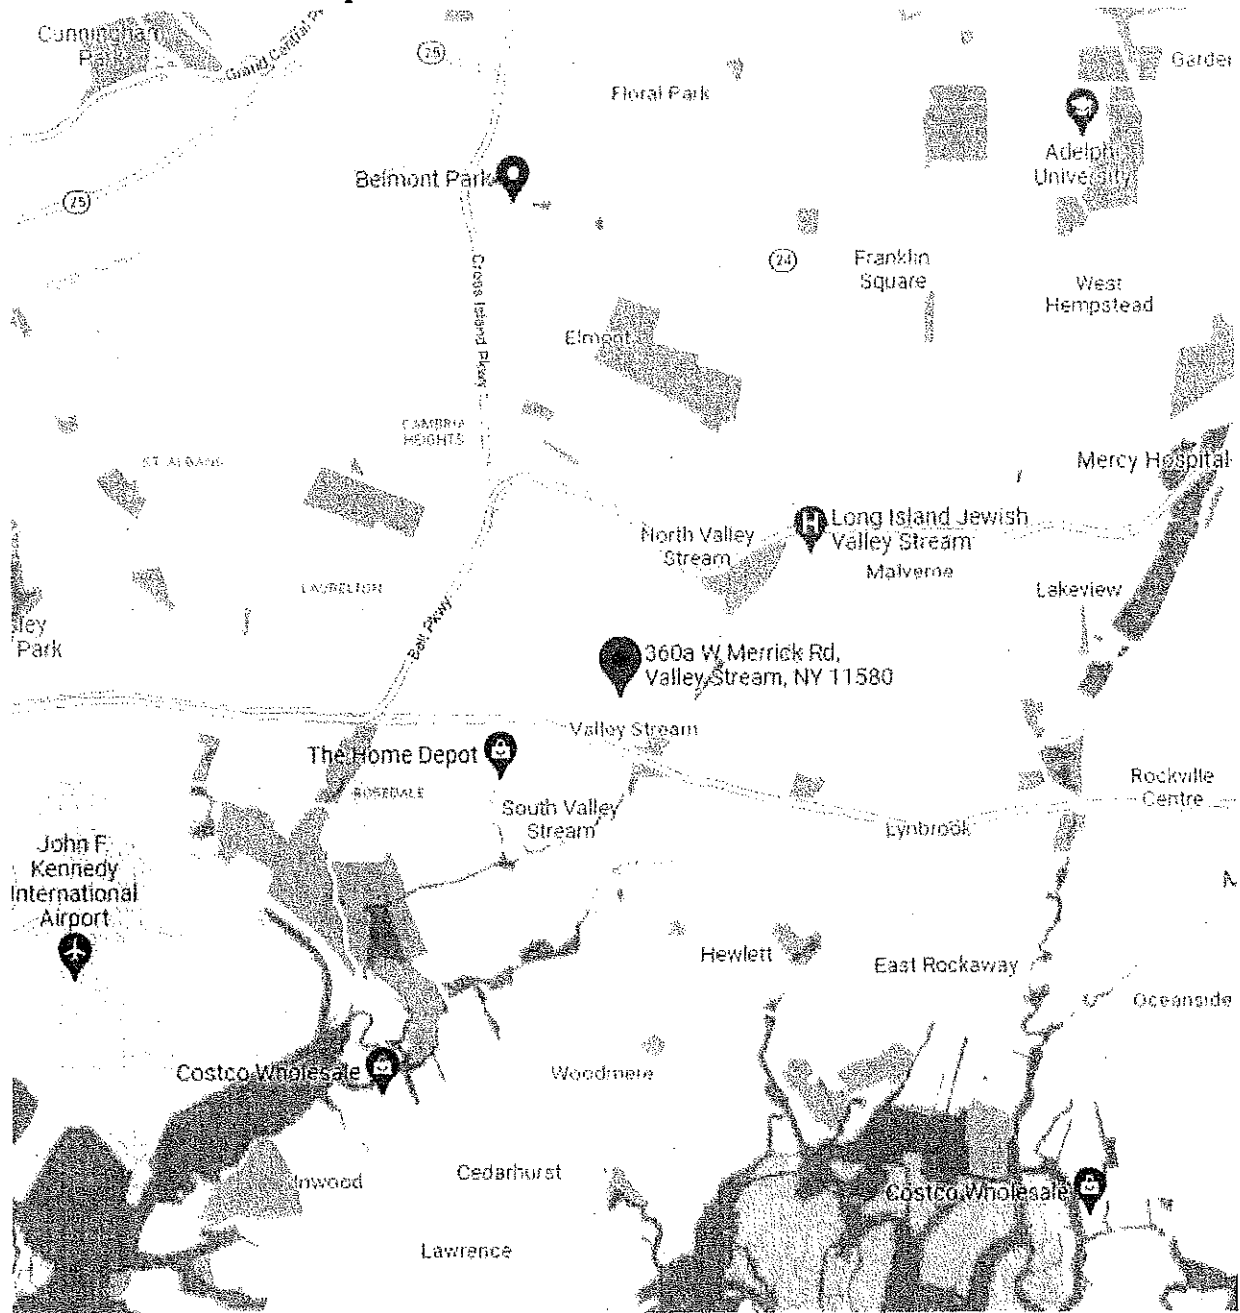 Cunningham
Park
Grand Central
25
Floral Park
Garden
Adelphi
University
Belmont Park
25
Cross Island Pkwy
24
Franklin
Square
West
Hempstead
Elmont
CAMBRIA
HEIGHTS
ST. ALBANS
Mercy Hospital
North Valley
Stream
H
Long Island Jewish
Valley Stream
Malverne
LAURELTON
Lakeview
Belt Pkwy
ley
Park
360a W Merrick Rd,
Valley Stream, NY 11580
Valley Stream
The Home Depot
ROSEDALE
South Valley
Stream
Rockville
Centre
Lynbrook
John F.
Kennedy
International
Airport
Hewlett
East Rockaway
Oceanside
Costco Wholesale
Woodmere
Inwood
Cedarhurst
Costco Wholesale
Lawrence